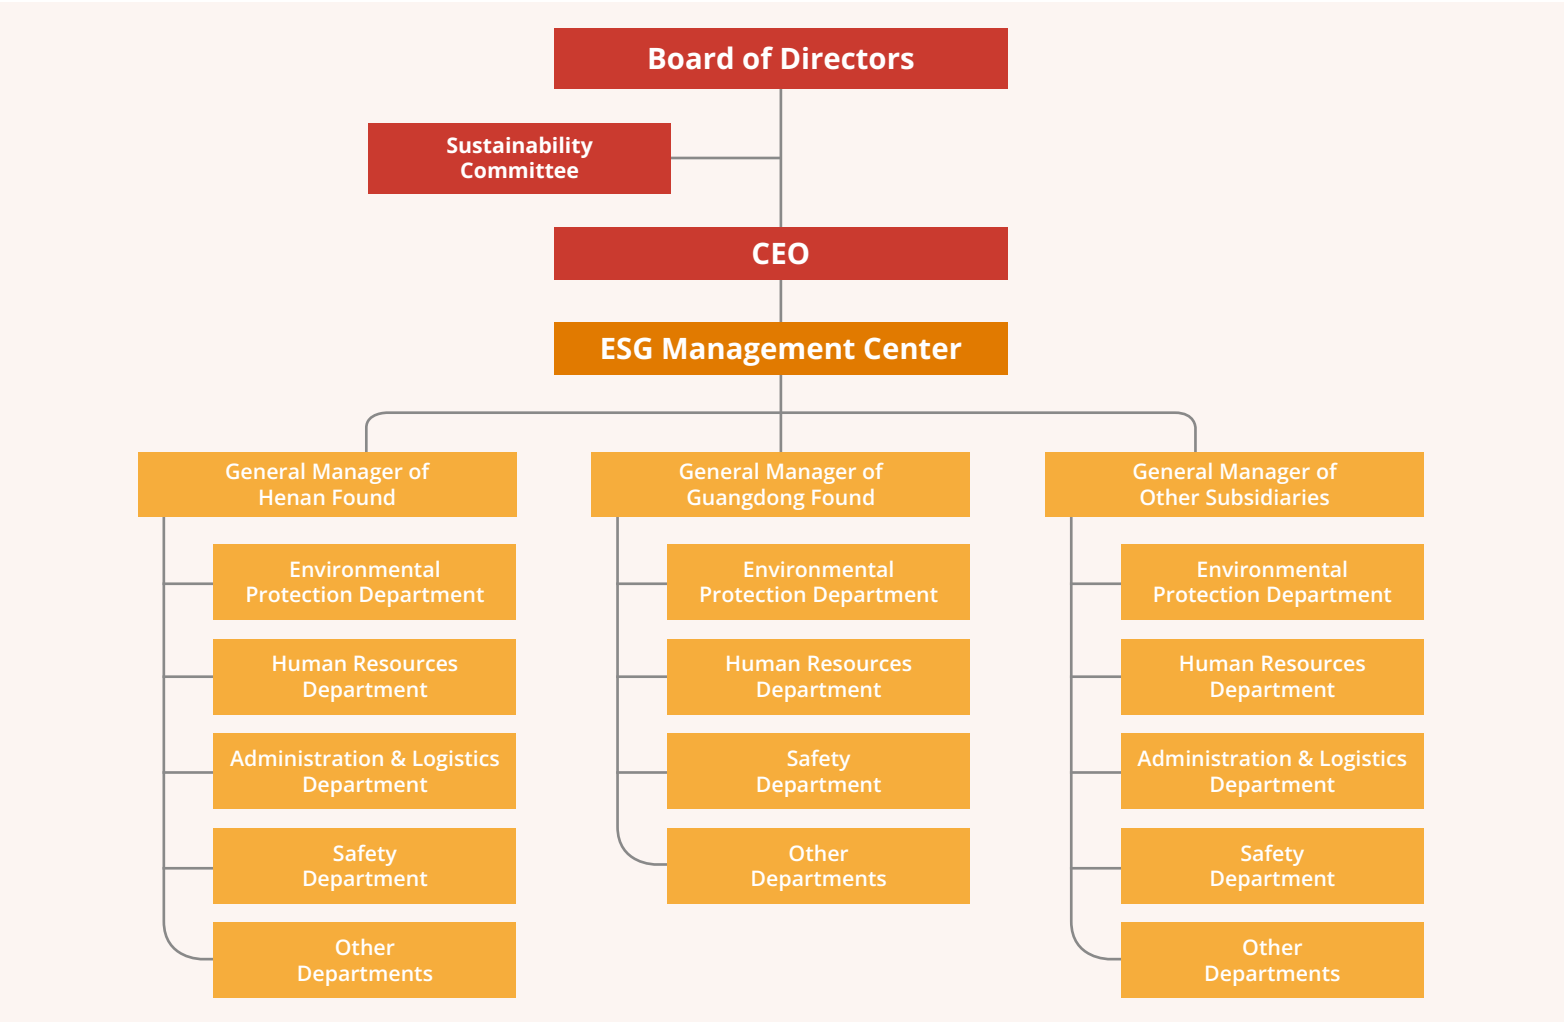 Board of Directors
Sustainability
Committee
CEO
ESG Management Center
General Manager of
Henan Found
Environmental
Protection Department
Human Resources
Department
Administration & Logistics
Department
Safety
Department
Other
Departments
General Manager of
Guangdong Found
Environmental
Protection Department
Human Resources
Department
Safety
Department
Other
Departments
General Manager of
Other Subsidiaries
Environmental
Protection Department
Human Resources
Department
Administration & Logistics
Department
Safety
Department
Other
Departments